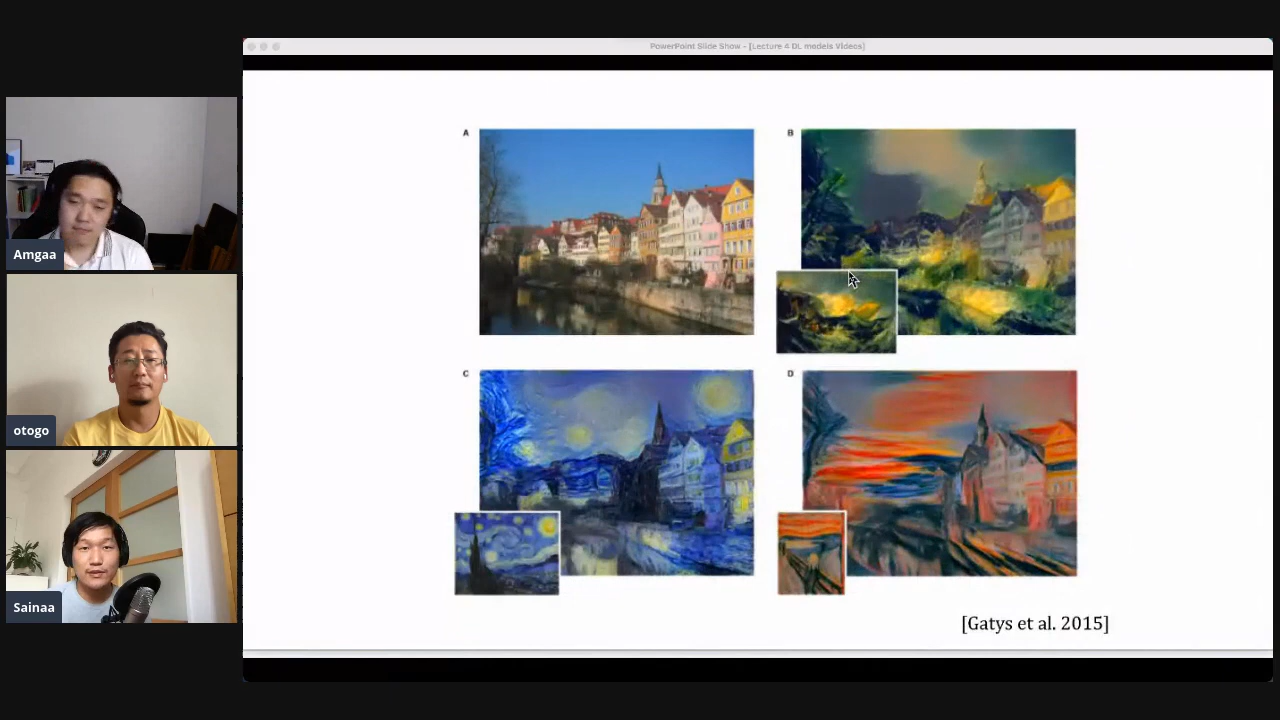 PowerPoint Slide Show - [Lecture 4 DL models Videos]
A
B
C
D
[Gatys et al. 2015]
Amgaa
otogo
Sainaa